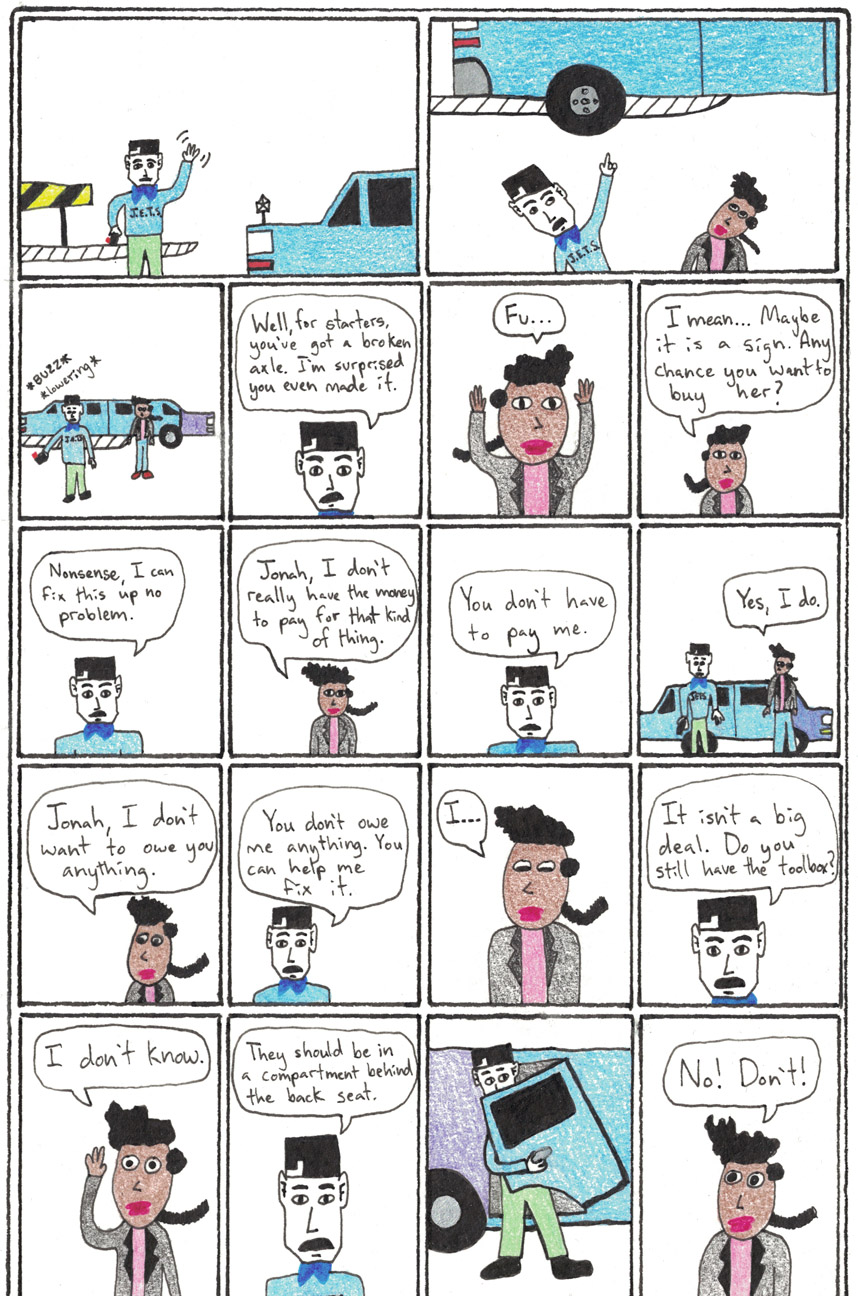 J.E.T.S.
J.E.T.S.
*BUZZ*
*lowering*
J.E.T.S.
Well, for starters,
you've got a broken
axle. I'm surprised
you even made it.
Fu...
I mean... Maybe
it is a sign. Any
chance you want to
buy her?
Nonsense, I can
fix this up no
problem.
Jonah, I don't
really have the money
to pay for that kind
of thing.
You don't have
to pay me.
Yes, I do.
JETS
Jonah, I don't
want to owe you
anything.
You don't owe
me anything. You
can help me
fix it.
I...
It isn't a big
deal. Do you
still have the toolbox?
I don't know.
They should be in
a compartment behind
the back seat.
No! Don't!